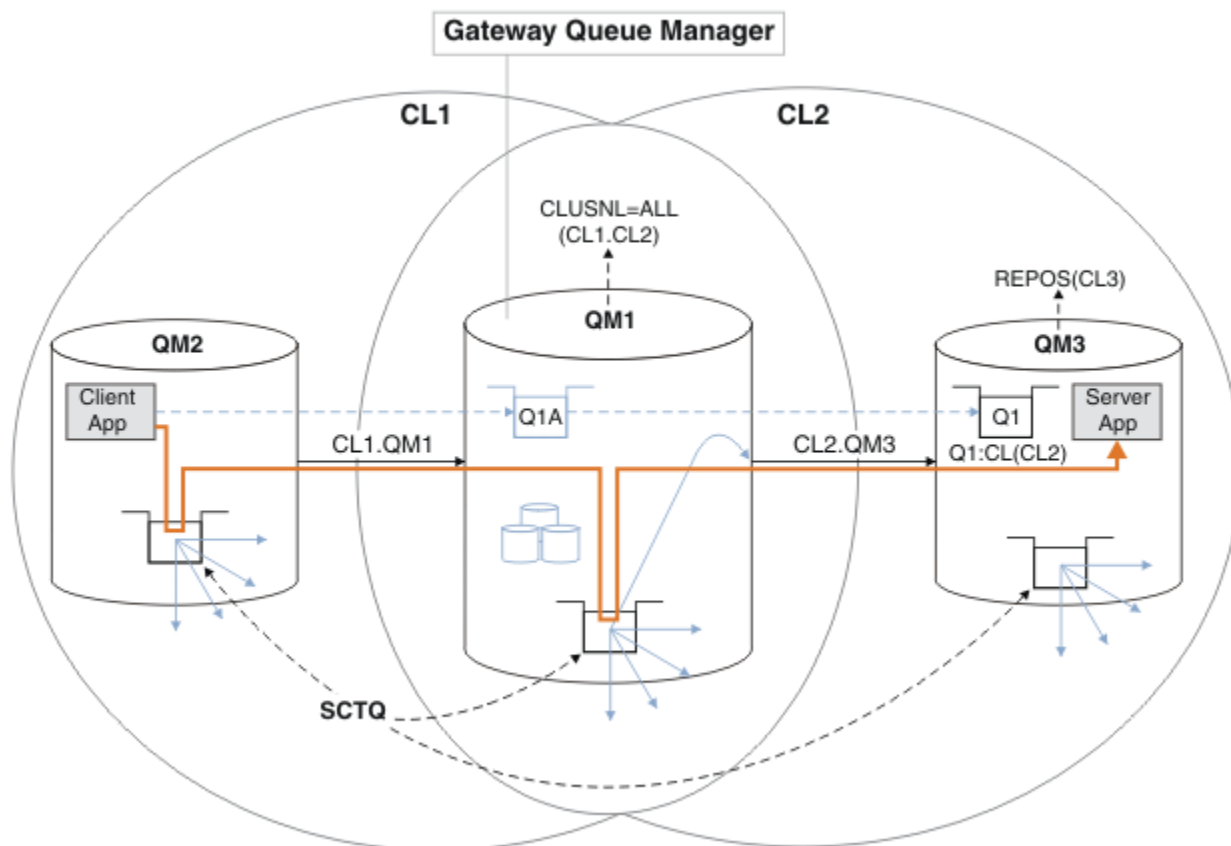 Gateway Queue Manager
CL1
CL2
CLUSNL=ALL
(CL1.CL2)
REPOS(CL3)
QM2
QM1
QM3
Client
App
Q1A
Q1
Server
App
CL1.QM1
CL2.QM3
Q1:CL(CL2)
SCTQ